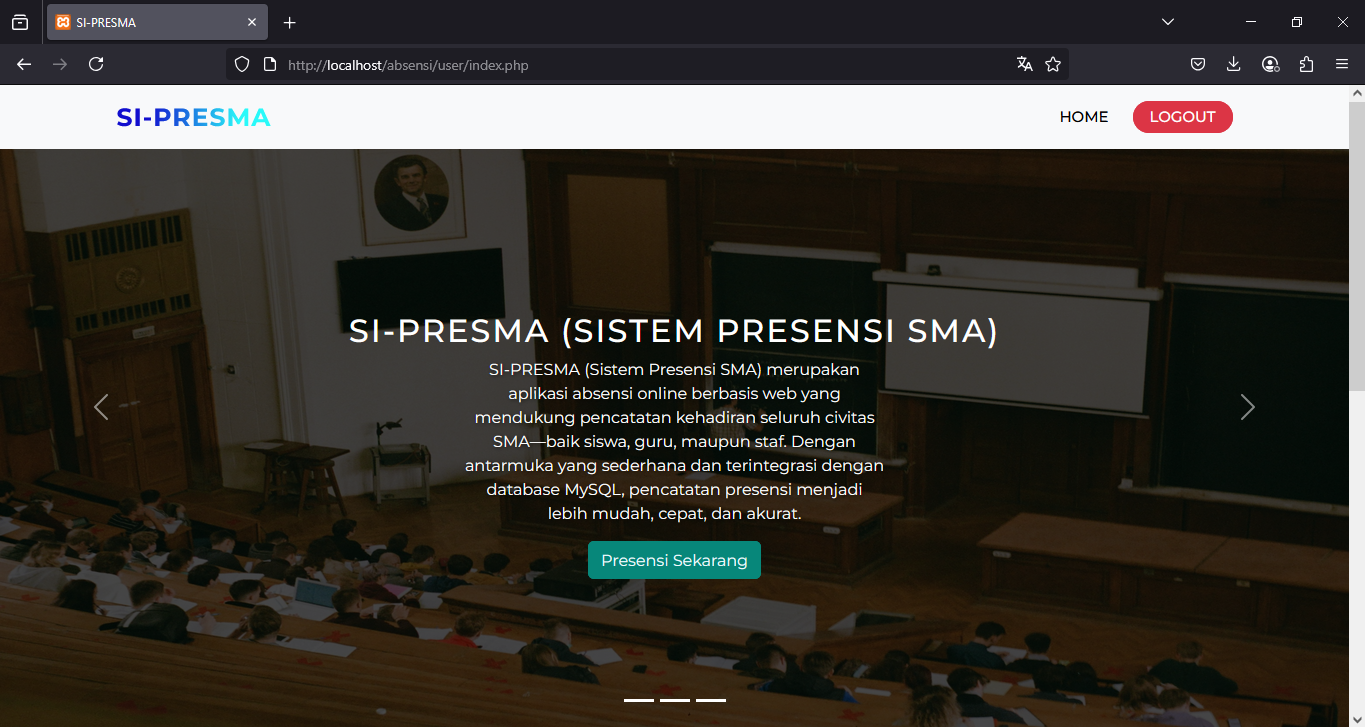 SI-PRESMA
http://localhost/absensi/user/index.php
SI-PRESMA
HOME
LOGOUT
SI-PRESMA (SISTEM PRESENSI SMA)
SI-PRESMA (Sistem Presensi SMA) merupakan
aplikasi absensi online berbasis web yang
mendukung pencatatan kehadiran seluruh civitas
SMA—baik siswa, guru, maupun staf. Dengan
antarmuka yang sederhana dan terintegrasi dengan
database MySQL, pencatatan presensi menjadi
lebih mudah, cepat, dan akurat.
Presensi Sekarang